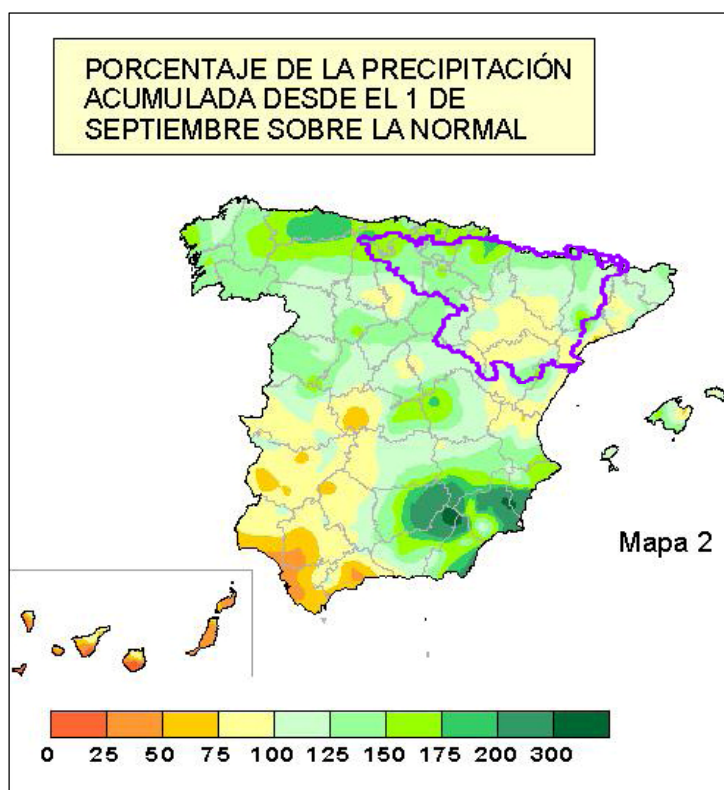 PORCENTAJE DE LA PRECIPITACIÓN
ACUMULADA DESDE EL 1 DE
SEPTIEMBRE SOBRE LA NORMAL
Mapa 2
0 25 50 75 100 125 150 175 200 300